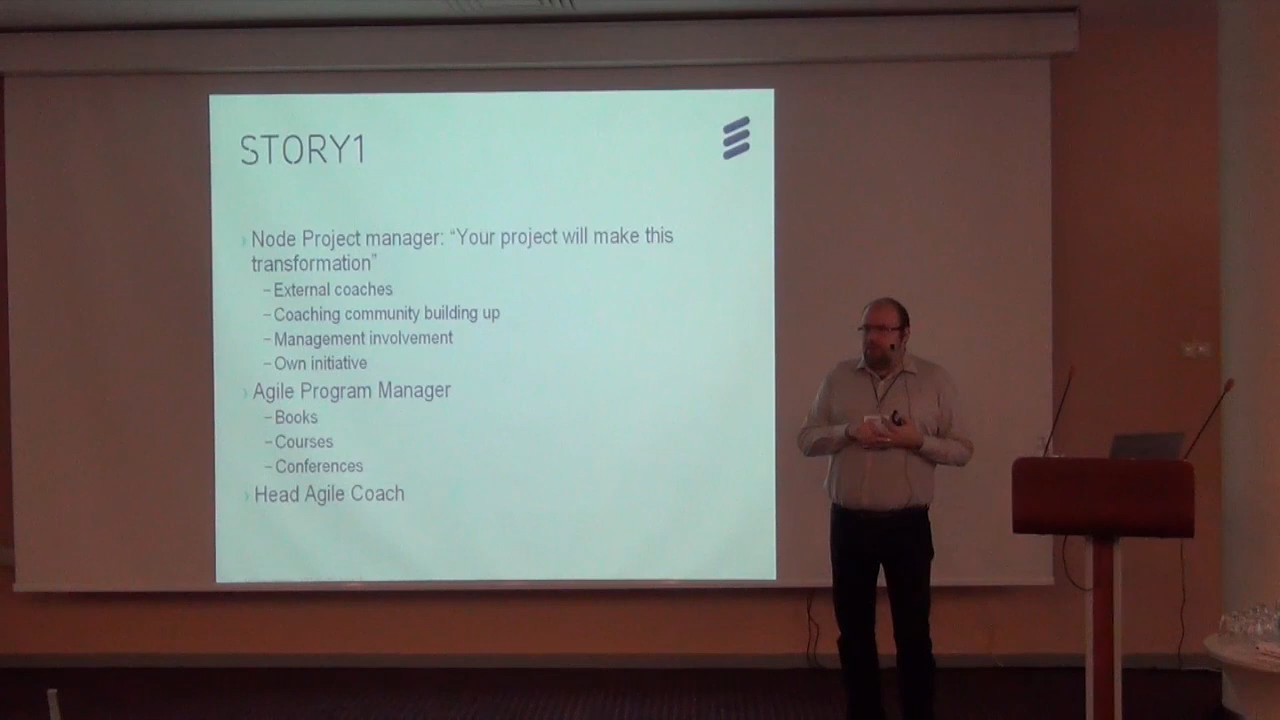 STORY1
› Node Project manager: “Your project will make this
transformation”
– External coaches
– Coaching community building up
– Management involvement
– Own initiative
› Agile Program Manager
– Books
– Courses
– Conferences
› Head Agile Coach